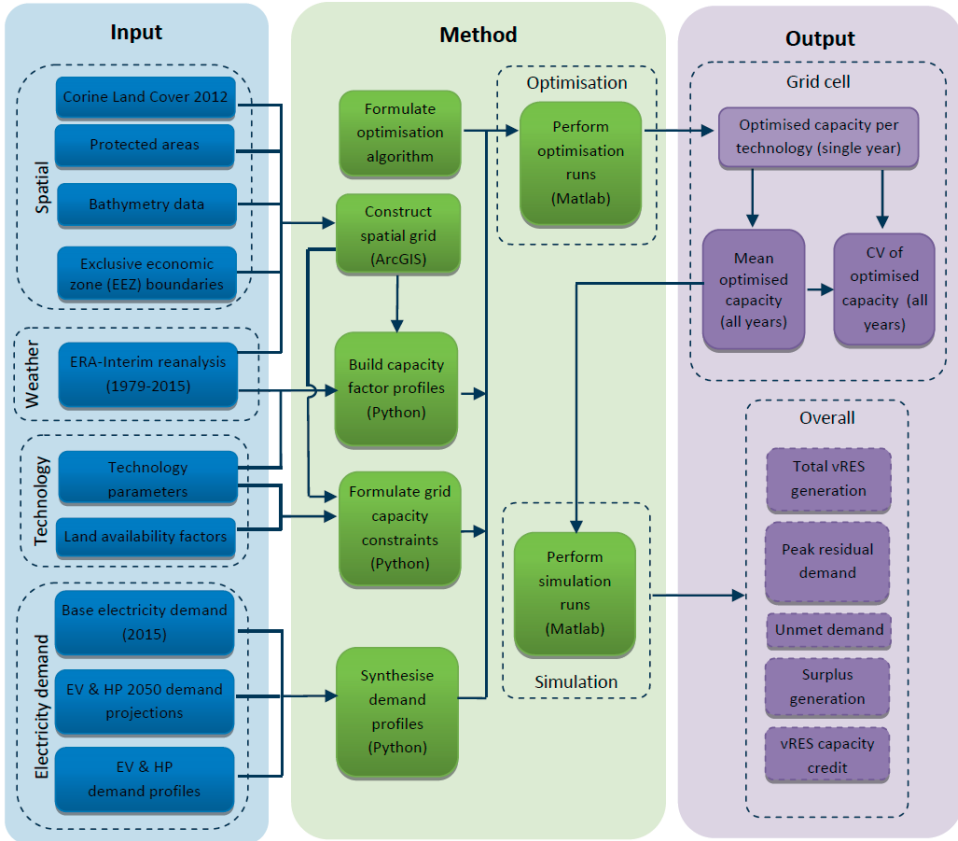 Input
Spatial
Corine Land Cover 2012
Protected areas
Bathymetry data
Exclusive economic
zone (EEZ) boundaries
Weather
ERA-Interim reanalysis
(1979-2015)
Technology
Technology
parameters
Land availability factors
Electricity demand
Base electricity demand
(2015)
EV & HP 2050 demand
projections
EV & HP
demand profiles
Method
Formulate
optimisation
algorithm
Construct
spatial grid
(ArcGIS)
Build capacity
factor profiles
(Python)
Formulate grid
capacity
constraints
(Python)
Synthesise
demand
profiles
(Python)
Optimisation
Perform
optimisation
runs
(Matlab)
Perform
simulation
runs
(Matlab)
Simulation
Output
Grid cell
Optimised capacity per
technology (single year)
Mean
optimised
capacity
(all years)
CV of
optimised
capacity (all
years)
Overall
Total vRES
generation
Peak residual
demand
Unmet demand
Surplus
generation
vRES capacity
credit